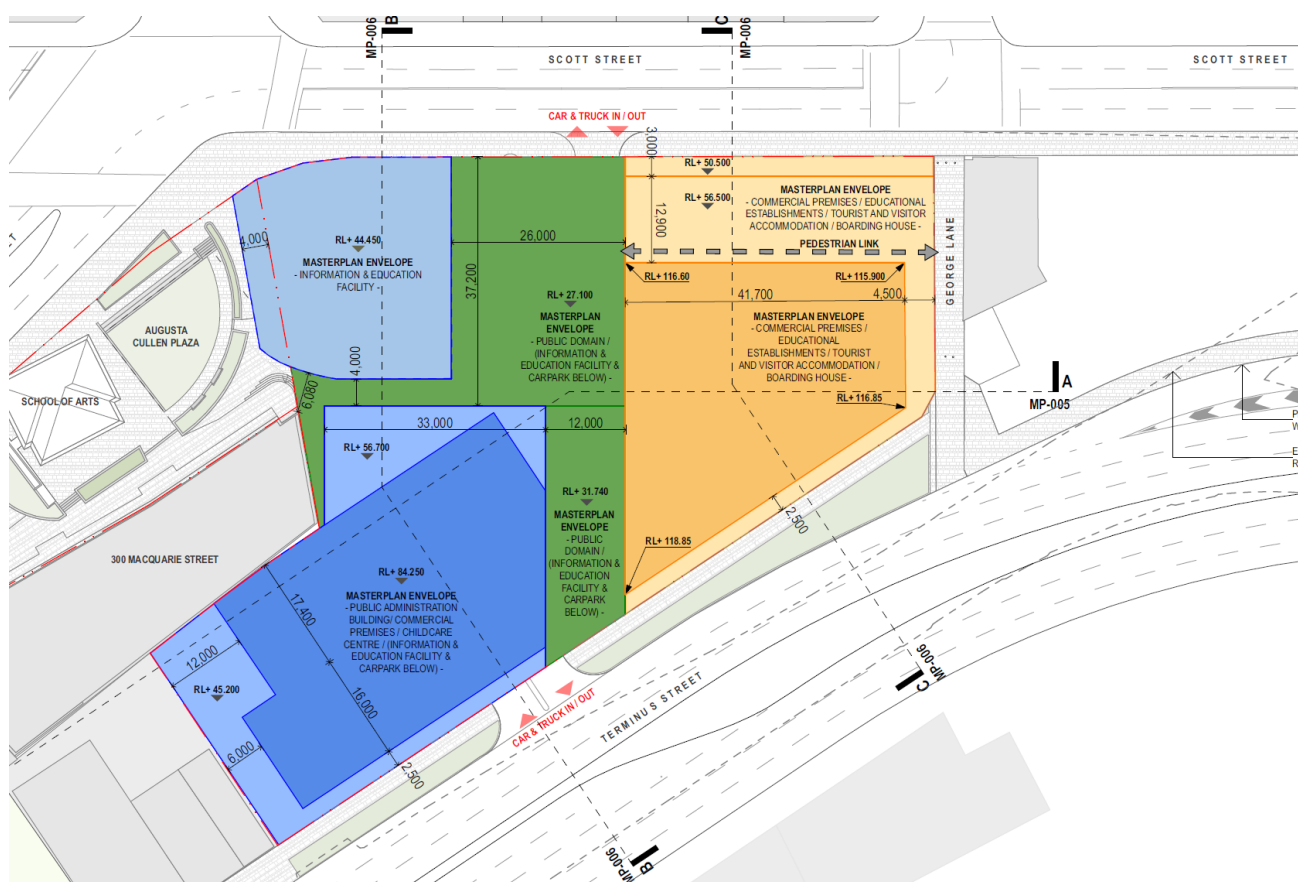 B
MP-006
C
MP-006
SCOTT STREET
SCOTT STREET
CAR & TRUCK IN / OUT
3,000
RL+ 50.500
RL+ 56.500
MASTERPLAN ENVELOPE
- COMMERCIAL PREMISES / EDUCATIONAL
ESTABLISHMENTS / TOURIST AND VISITOR
ACCOMMODATION / BOARDING HOUSE -
12,900
PEDESTRIAN LINK
GEORGE LANE
4,000
RL+ 44.450
MASTERPLAN ENVELOPE
- INFORMATION & EDUCATION
FACILITY -
26,000
37,200
RL+ 116.60
RL+ 115.900
41,700
4,500
RL+ 27.100
MASTERPLAN
ENVELOPE
- PUBLIC DOMAIN /
(INFORMATION &
EDUCATION FACILITY &
CARPARK BELOW) -
MASTERPLAN ENVELOPE
- COMMERCIAL PREMISES /
EDUCATIONAL
ESTABLISHMENTS / TOURIST
AND VISITOR ACCOMMODATION /
BOARDING HOUSE -
AUGUSTA
CULLEN PLAZA
SCHOOL OF ARTS
4,000
6,080
A
MP-005
RL+ 116.85
P
W
E
R
33,000
12,000
RL+ 56.700
RL+ 31.740
MASTERPLAN
ENVELOPE
- PUBLIC
DOMAIN /
(INFORMATION &
EDUCATION
FACILITY &
CARPARK
BELOW) -
2,500
RL+ 118.85
300 MACQUARIE STREET
RL+ 84.250
MASTERPLAN ENVELOPE
- PUBLIC ADMINISTRATION
BUILDING/ COMMERCIAL
PREMISES / CHILDCARE
CENTRE / (INFORMATION &
EDUCATION FACILITY &
CARPARK BELOW) -
17,400
12,000
RL+ 45.200
16,000
6,000
2,500
CAR & TRUCK IN / OUT
TERMINUS STREET
MP-006
C
MP-006
B